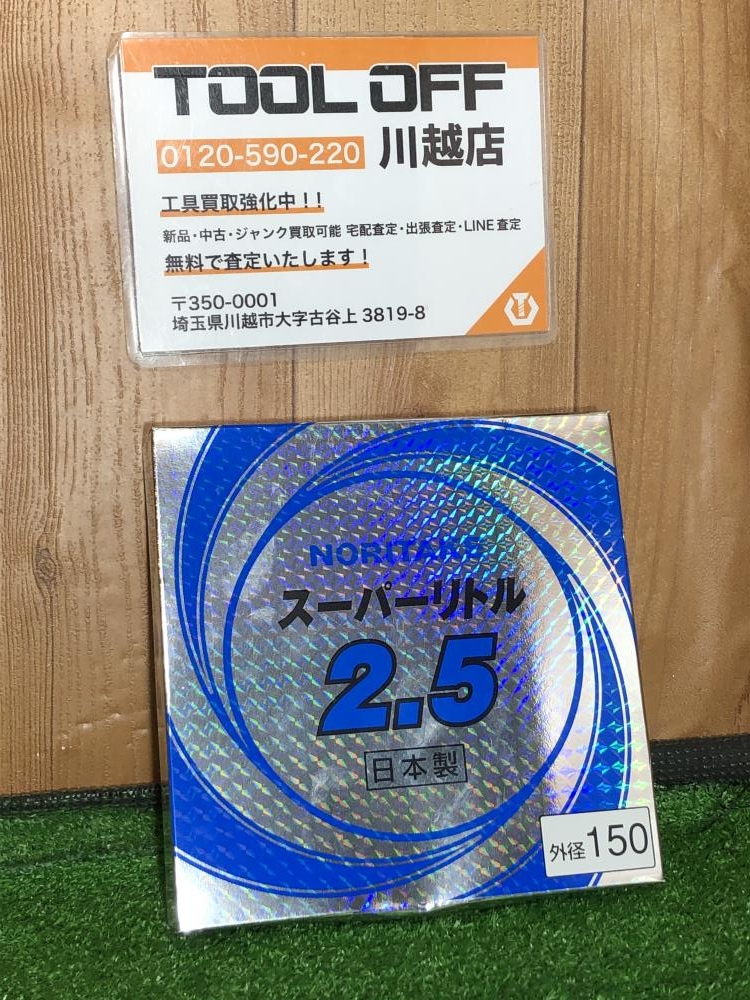 TOOL OFF
0120-590-220 川越店
工具買取強化中！！
新品・中古・ジャンク買取可能 宅配査定・出張査定・LINE査定
無料で査定いたします！
〒350-0001
埼玉県川越市大字古谷上 3819-8
NORITAKE
スーパーリトル
2.5
日本製
外径150